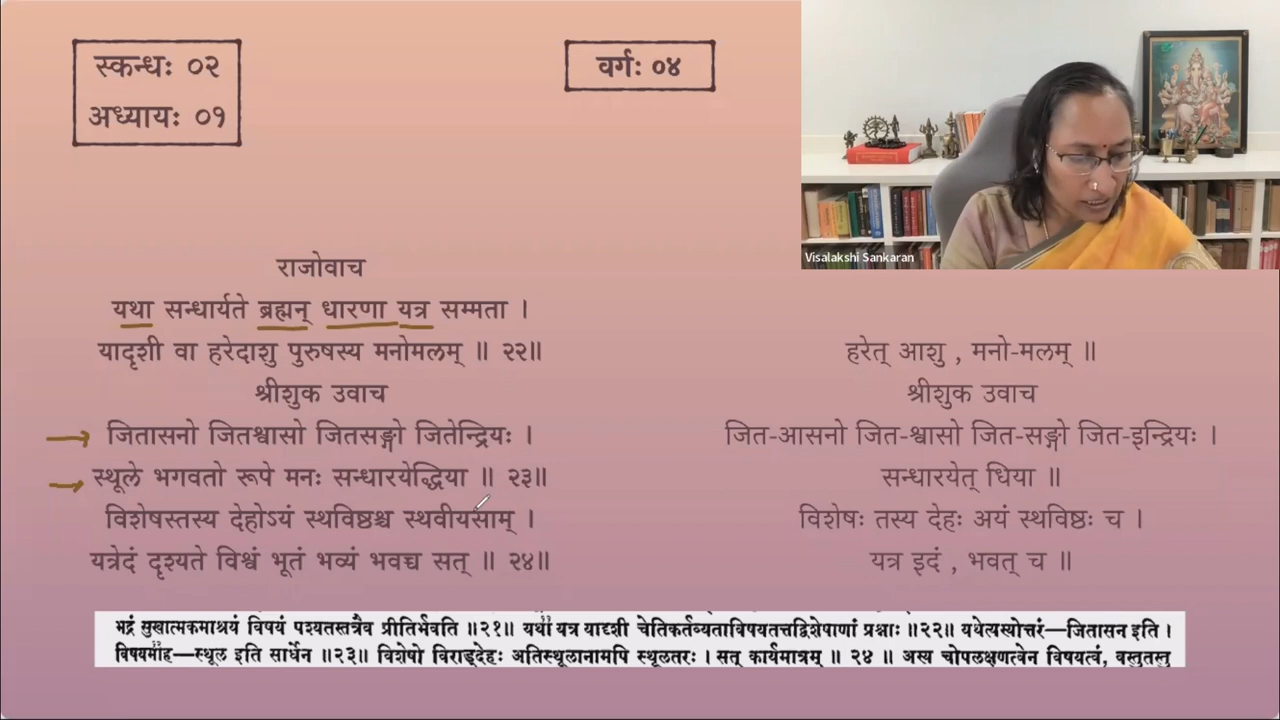 स्कन्धः ०२
अध्यायः ०१
वर्गः ०४
Visalakshi Sankaran
राजोवाच
यथा सन्धार्यते ब्रह्मन् धारणा यत्र सम्मता ।
यादृशी वा हरेदाशु पुरुषस्य मनोमलम् ॥ २२॥
श्रीशुक उवाच
जितासनो जितश्वासो जितसङ्गो जितेन्द्रियः ।
स्थूले भगवतो रूपे मनः सन्धारयेद्धिया ॥ २३॥
विशेषस्तस्य देहोऽयं स्थविष्ठश्च स्थवीयसाम् ।
यत्रेदं दृश्यते विश्वं भूतं भव्यं भवच्च सत् ॥ २४॥
हरेत् आशु , मनो-मलम् ॥
श्रीशुक उवाच
जित-आसनो जित-श्वासो जित-सङ्गो जित-इन्द्रियः ।
सन्धारयेत् धिया ॥
विशेषः तस्य देहः अयं स्थविष्ठः च ।
यत्र इदं , भवत् च ॥
भद्रं सुखात्मकमाश्रयं विषयं पश्यतस्तत्रैव प्रीतिर्भवति ॥२१॥ यथा यत्र यादृशी चेतिकर्तव्यताविषयतत्तद्विशेषाणां प्रश्नाः ॥२२॥ यथेत्यस्योत्तरं—जितासन इति ।
विषयमाह—स्थूल इति सार्धेन ॥२३॥ विशेषो विराड्देहः अतिस्थूलानामपि स्थूलतरः । सत् कार्यमात्रम् ॥ २४ ॥ अस्य चोपलक्षणत्वेन विषयत्वं, वस्तुतस्तु